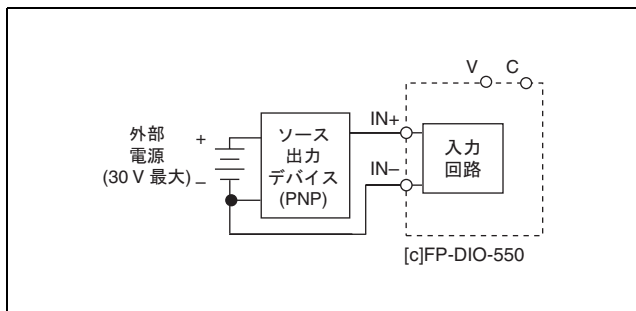 V C
外部
電源
(30 V 最大)
+
–
ソース
出力
デバイス
(PNP)
IN+
IN–
入力
回路
[c]FP-DIO-550